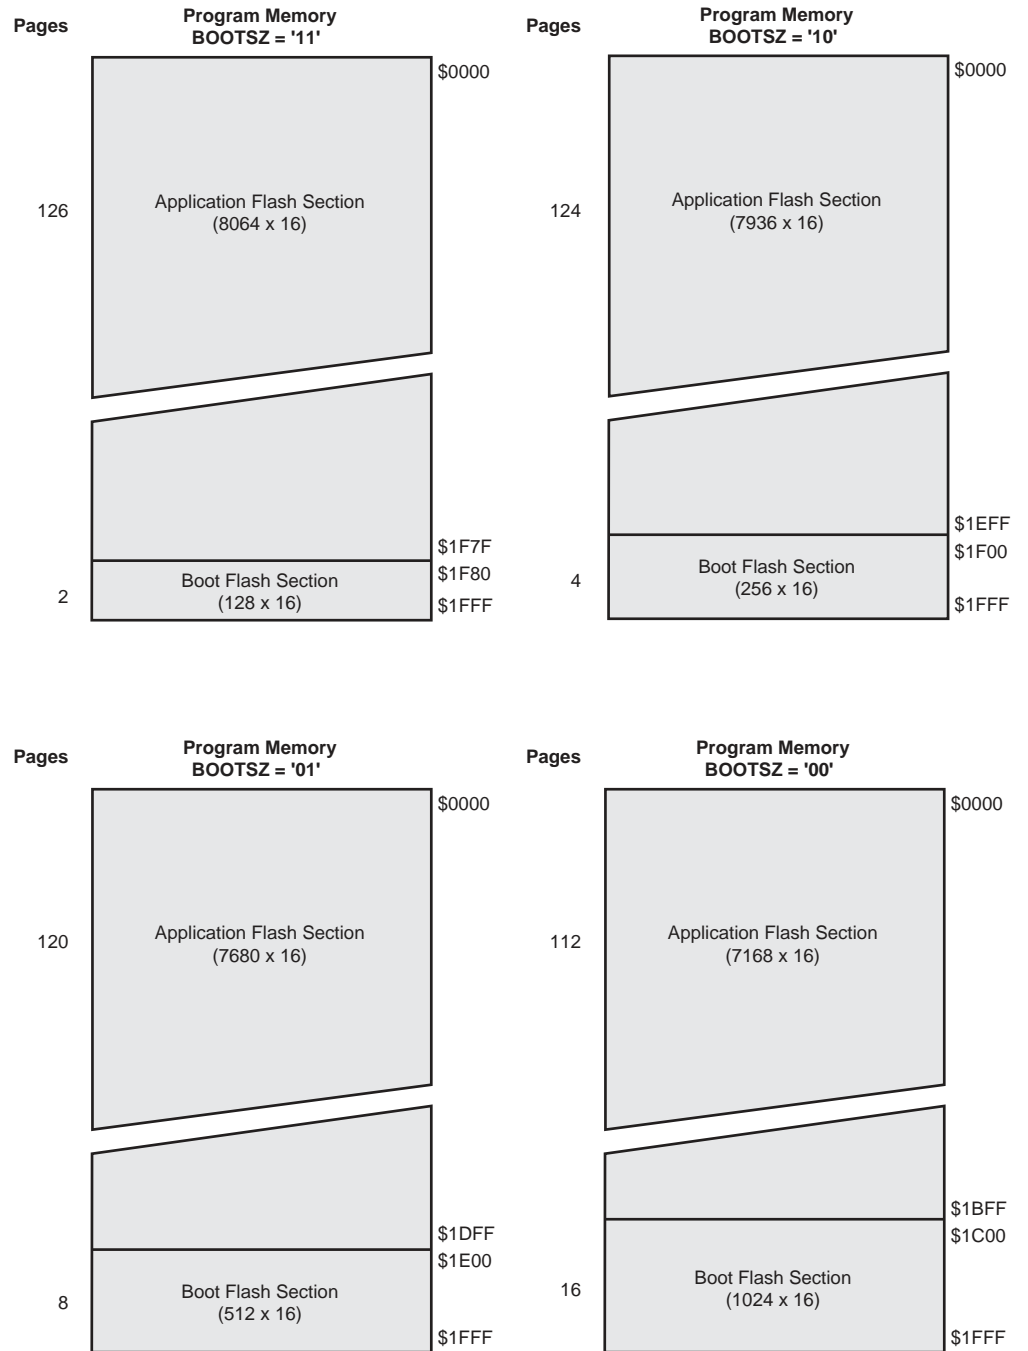 Pages
Program Memory
BOOTSZ = '11'
$0000
126
Application Flash Section
(8064 x 16)
$1F7F
$1F80
Boot Flash Section
(128 x 16)
2
$1FFF
Pages
Program Memory
BOOTSZ = '10'
$0000
124
Application Flash Section
(7936 x 16)
$1EFF
$1F00
Boot Flash Section
(256 x 16)
4
$1FFF
Pages
Program Memory
BOOTSZ = '01'
$0000
120
Application Flash Section
(7680 x 16)
$1DFF
$1E00
Boot Flash Section
(512 x 16)
8
$1FFF
Pages
Program Memory
BOOTSZ = '00'
$0000
112
Application Flash Section
(7168 x 16)
$1BFF
$1C00
Boot Flash Section
(1024 x 16)
16
$1FFF